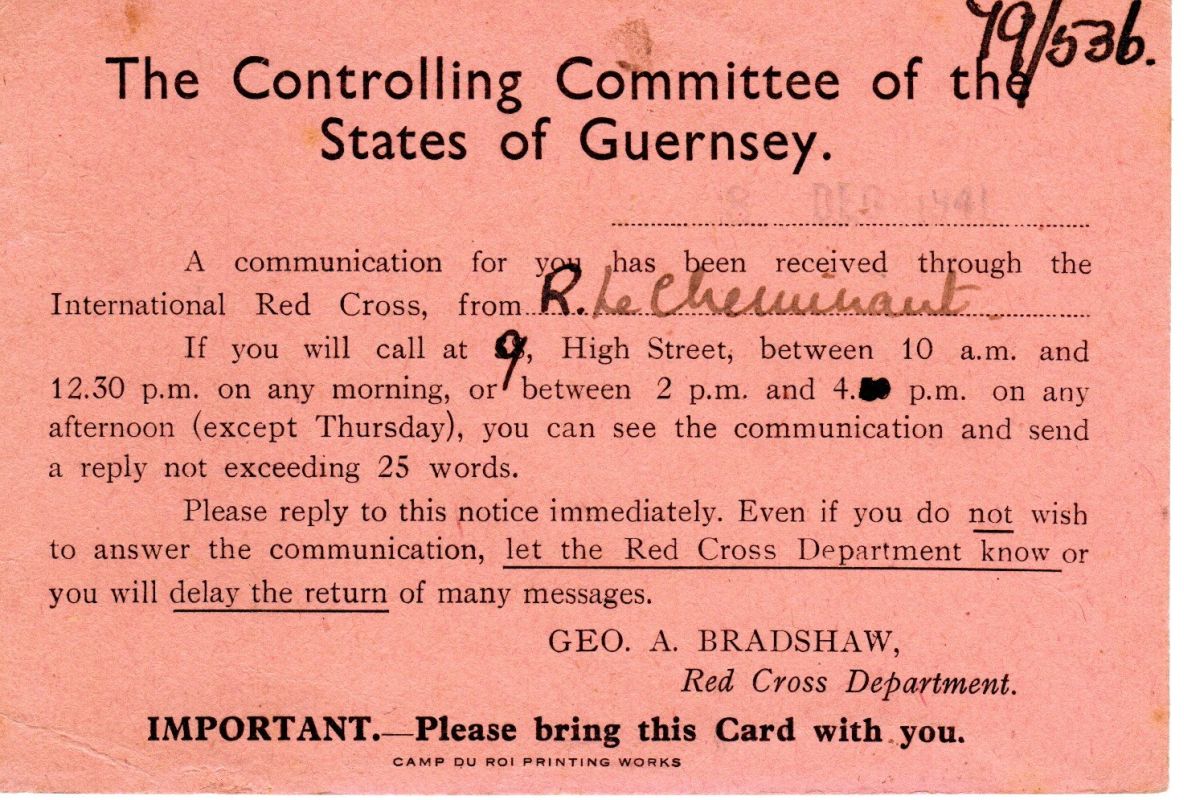 79/536.
The Controlling Committee of the
States of Guernsey.
8 DEC 1941
A communication for you has been received through the
International Red Cross, from R. Le Cheminant
If you will call at 9, High Street, between 10 a.m. and
12.30 p.m. on any morning, or between 2 p.m. and 4. p.m. on any
afternoon (except Thursday), you can see the communication and send
a reply not exceeding 25 words.
Please reply to this notice immediately. Even if you do not wish
to answer the communication, let the Red Cross Department know or
you will delay the return of many messages.
GEO. A. BRADSHAW,
Red Cross Department.
IMPORTANT.—Please bring this Card with you.
CAMP DU ROI PRINTING WORKS